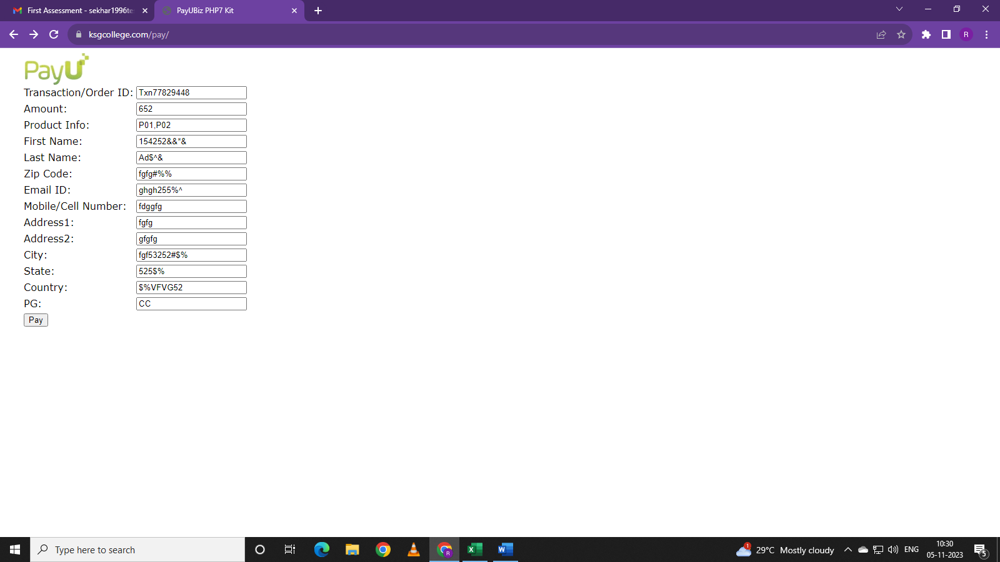 First Assessment - sekhar1996te
PayUBiz PHP7 Kit
ksgcollege.com/pay/
R
PayU
Transaction/Order ID: Txn77829448
Amount: 652
Product Info: P01,P02
First Name: 154252&&*&
Last Name: Ad$^&
Zip Code: fgfg#%%
Email ID: ghgh255%^
Mobile/Cell Number: fdggfg
Address1: fgfg
Address2: gfgfg
City: fgf53252#$%
State: 525$%
Country: $%VFVG52
PG: CC
Pay
Type here to search
R
X
W
1
29°C Mostly cloudy
ENG
10:30
05-11-2023
5